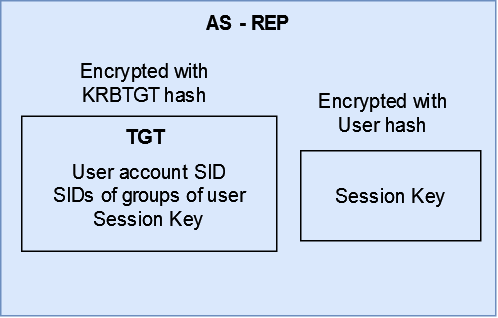 AS - REP
Encrypted with
KRBTGT hash
TGT
User account SID
SIDs of groups of user
Session Key
Encrypted with
User hash
Session Key